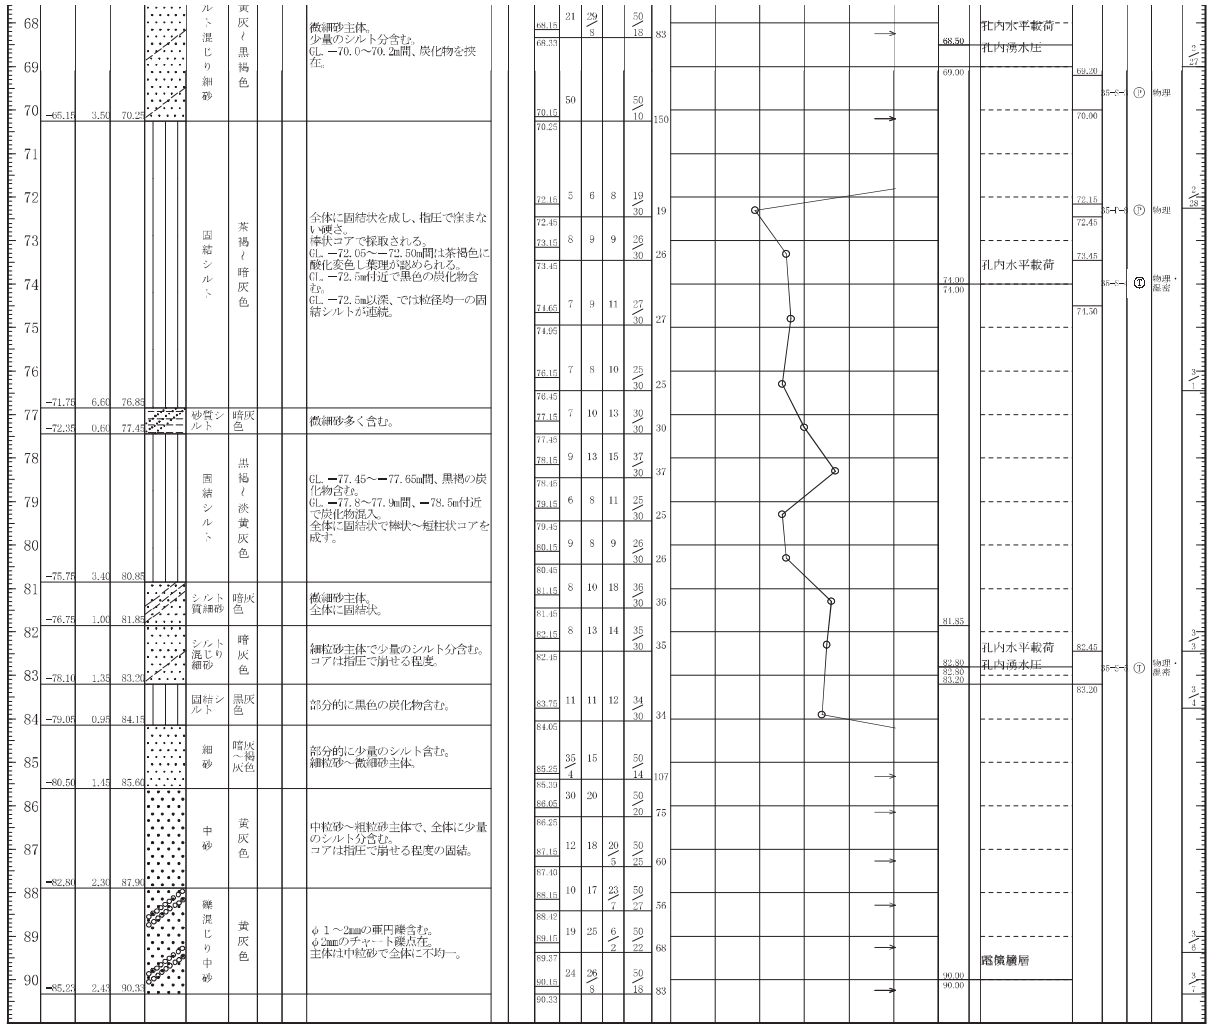 68
69
70
71
72
73
74
75
76
77
78
79
80
81
82
83
84
85
86
87
88
89
90
−65.15 3.50 70.25
−71.75 6.60 76.85
−72.35 0.60 77.45
−75.75 3.40 80.85
−76.75 1.00 81.85
−78.10 1.35 83.20
−79.05 0.95 84.15
−80.50 1.45 85.60
−82.80 2.30 87.90
−85.23 2.43 90.33
ルト混じり細砂
黄灰～黒褐色
微細砂主体。
少量のシルト分含む。
GL.−70.0～70.2m間、炭化物を挟
在。
固結シルト
茶褐～暗灰色
全体に固結状を成し、指圧で窪まな
い硬さ。
棒状コアで採取される。
GL.−72.05～−72.50m間は茶褐色に
酸化変色し葉理が認められる。
GL.−72.5m付近で黒色の炭化物含
む。
GL.−72.5m以深、では粒径均一の固
結シルトが連続。
砂質シ
ルト
暗灰
色
微細砂多く含む。
固結シルト
黒褐～淡黄灰色
GL.−77.45～−77.65m間、黒褐の炭
化物含む。
GL.−77.8～77.9m間、−78.5m付近
で炭化物混入。
全体に固結状で棒状～短柱状コアを
成す。
シルト
質細砂
暗灰
色
微細砂主体。
全体に固結状。
シルト
混じり
細砂
暗灰色
細粒砂主体で少量のシルト分含む。
コアは指圧で崩せる程度。
固結シ
ルト
黒灰
色
部分的に黒色の炭化物含む。
細砂
暗灰
～褐
灰色
部分的に少量のシルト含む。
細粒砂～微細砂主体。
中砂
黄灰色
中粒砂～粗粒砂主体で、全体に少量
のシルト分含む。
コアは指圧で崩せる程度の固結。
礫混じり中砂
黄灰色
φ1～2mmの亜円礫含む。
φ2mmのチャート礫点在。
主体は中粒砂で全体に不均一。
68.15 21 29/8 50/18 83
68.33
70.15 50 50/10 150
70.25
72.15 5 6 8 19/30 19
72.45
73.15 8 9 9 26/30 26
73.45
74.65 7 9 11 27/30 27
74.95
76.15 7 8 10 25/30 25
76.45
77.15 7 10 13 30/30 30
77.45
78.15 9 13 15 37/30 37
78.45
79.15 6 8 11 25/30 25
79.45
80.15 9 8 9 26/30 26
80.45
81.15 8 10 18 36/30 36
81.45
82.15 8 13 14 35/30 35
82.45
83.75 11 11 12 34/30 34
84.05
85.25 35/4 15 50/14 107
85.39
86.05 30 20 50/20 75
86.25
87.15 12 18 20/5 50/25 60
87.40
88.15 10 17 23/7 50/27 56
88.42
89.15 19 25 6/2 50/22 68
89.37
90.15 24 26/8 50/18 83
90.33
孔内水平載荷
68.50
孔内湧水圧
69.00
孔内水平載荷
74.00
74.00
81.85
孔内水平載荷
82.80
孔内湧水圧
82.80
83.20
90.00
90.00
69.20
Ⓟ 物理
70.00
72.15
Ⓟ 物理
72.45
73.45
Ⓣ 物理・
湿密
74.50
82.45
Ⓣ 物理・
湿密
83.20
2/27
2/28
3/1
3/3
3/4
3/6
3/7